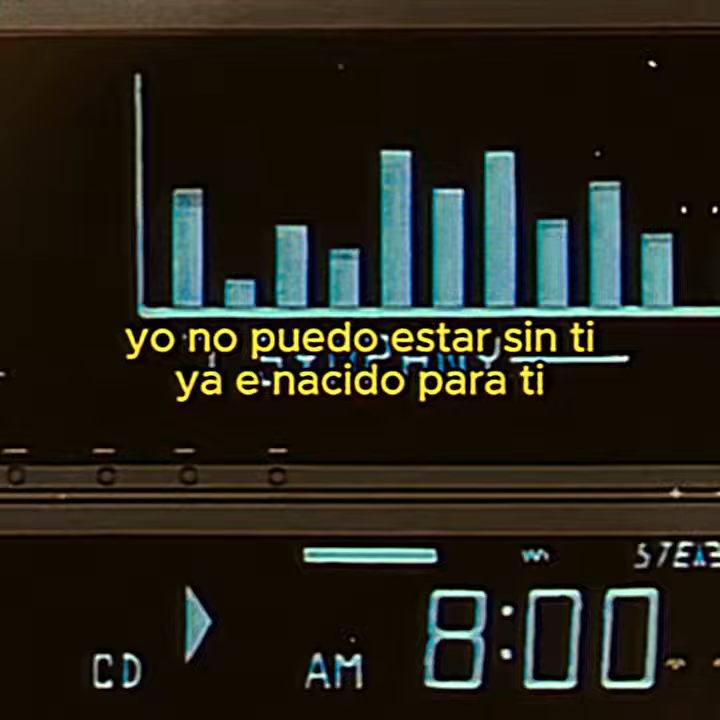 yo no puedo estar sin ti
ya e nacido para ti
CD
AM
8:00